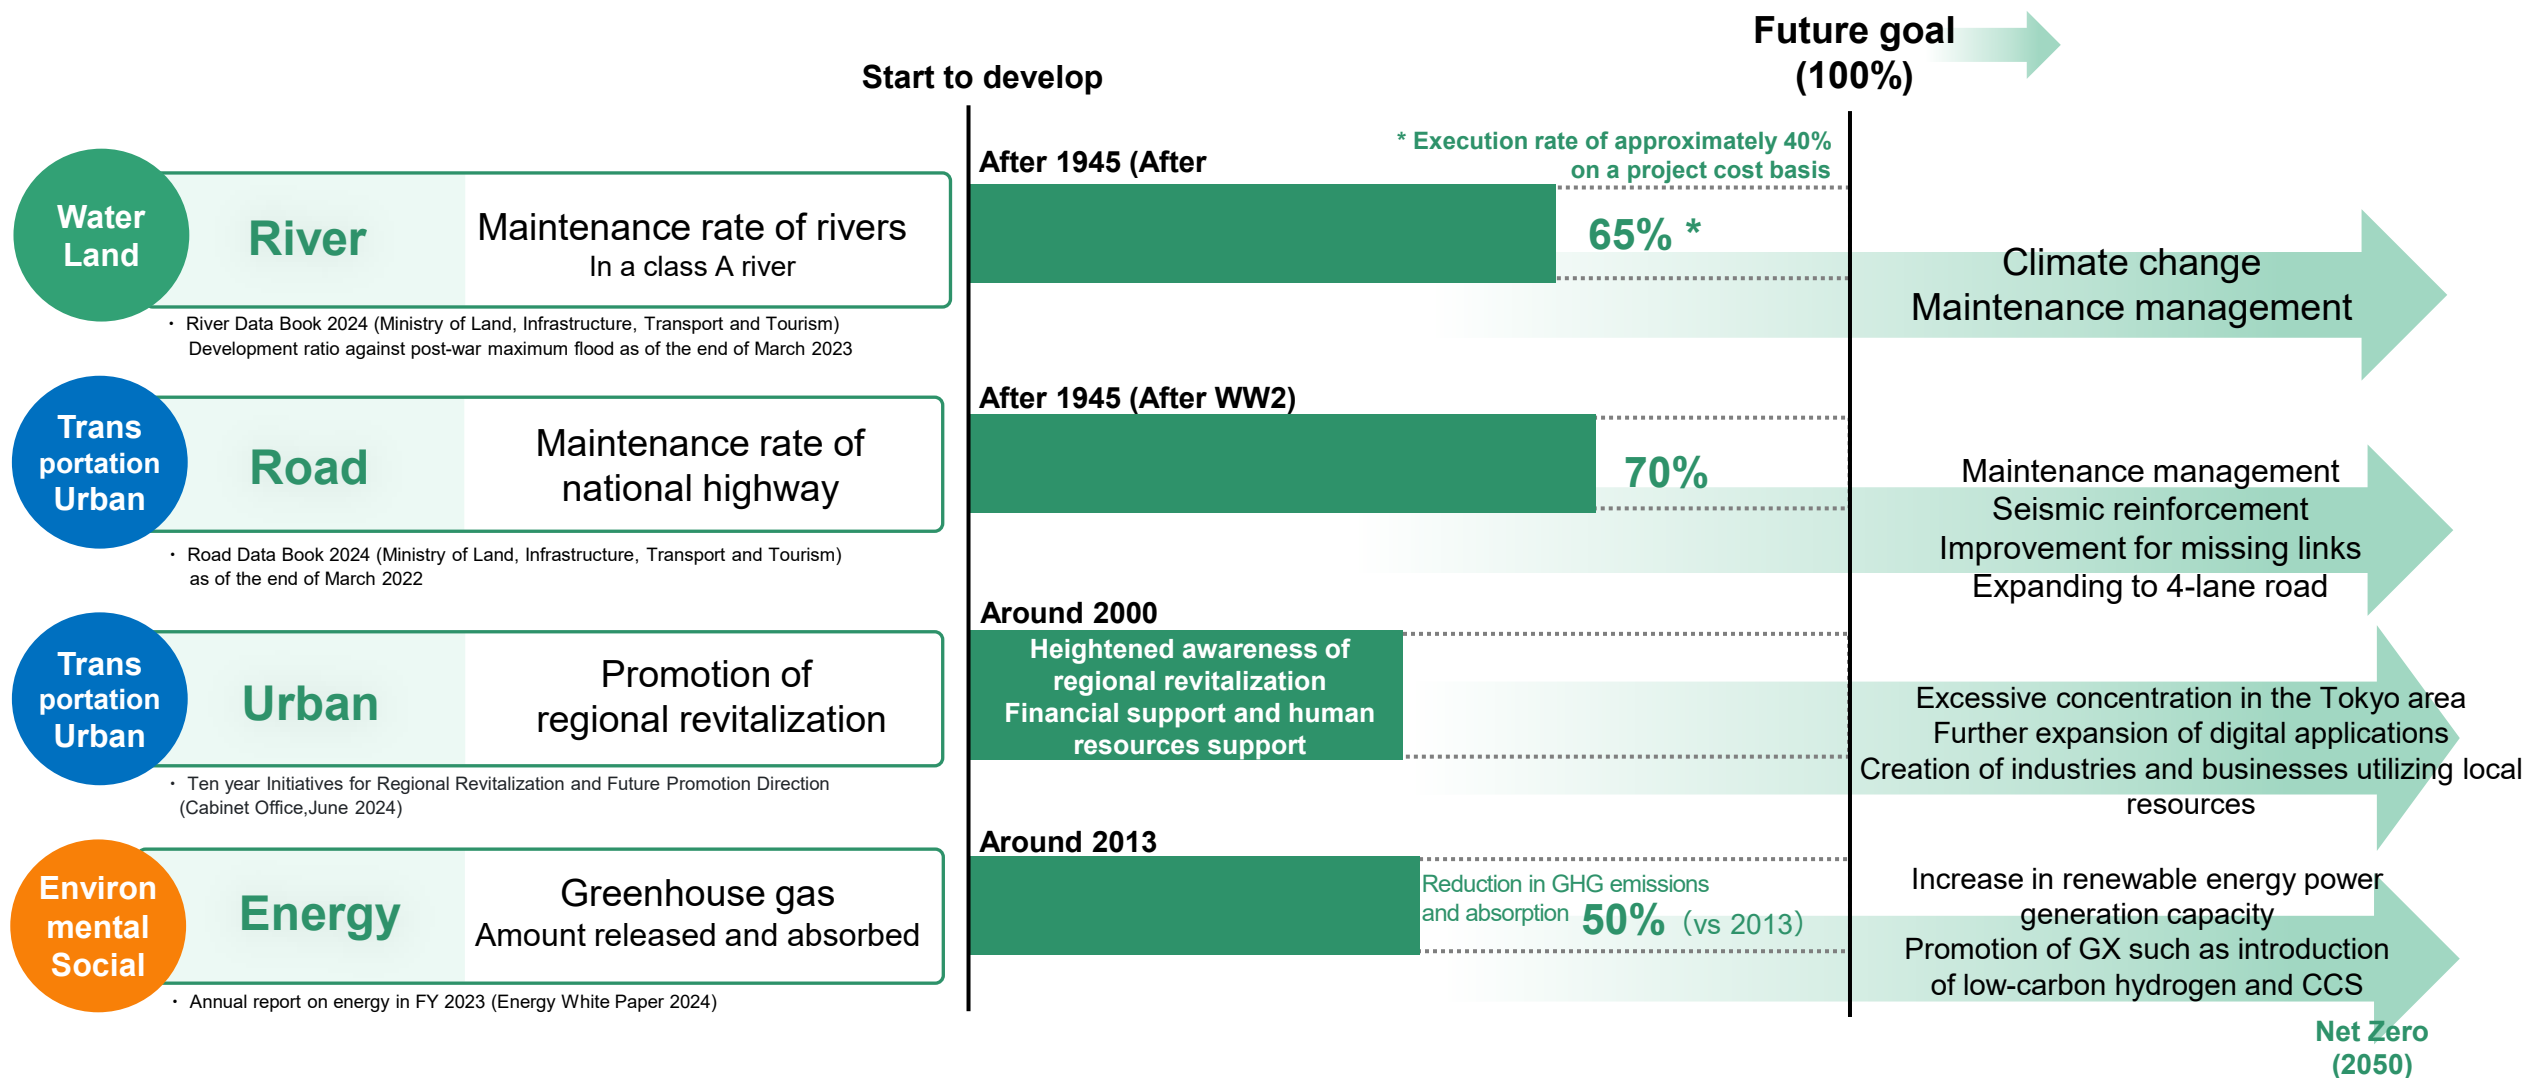 Future goal
(100%)
Start to develop
Water
Land
River
Maintenance rate of rivers
In a class A river
・ River Data Book 2024 (Ministry of Land, Infrastructure, Transport and Tourism)
Development ratio against post-war maximum flood as of the end of March 2023
After 1945 (After
* Execution rate of approximately 40%
on a project cost basis
65% *
Climate change
Maintenance management
Trans
portation
Urban
Road
Maintenance rate of
national highway
・ Road Data Book 2024 (Ministry of Land, Infrastructure, Transport and Tourism)
as of the end of March 2022
After 1945 (After WW2)
70%
Maintenance management
Seismic reinforcement
Improvement for missing links
Expanding to 4-lane road
Trans
portation
Urban
Urban
Promotion of
regional revitalization
・ Ten year Initiatives for Regional Revitalization and Future Promotion Direction
(Cabinet Office,June 2024)
Around 2000
Heightened awareness of
regional revitalization
Financial support and human
resources support
Excessive concentration in the Tokyo area
Further expansion of digital applications
Creation of industries and businesses utilizing local
resources
Environ
mental
Social
Energy
Greenhouse gas
Amount released and absorbed
・ Annual report on energy in FY 2023 (Energy White Paper 2024)
Around 2013
Reduction in GHG emissions
and absorption 50% （vs 2013）
Increase in renewable energy power
generation capacity
Promotion of GX such as introduction
of low-carbon hydrogen and CCS
Net Zero
(2050)